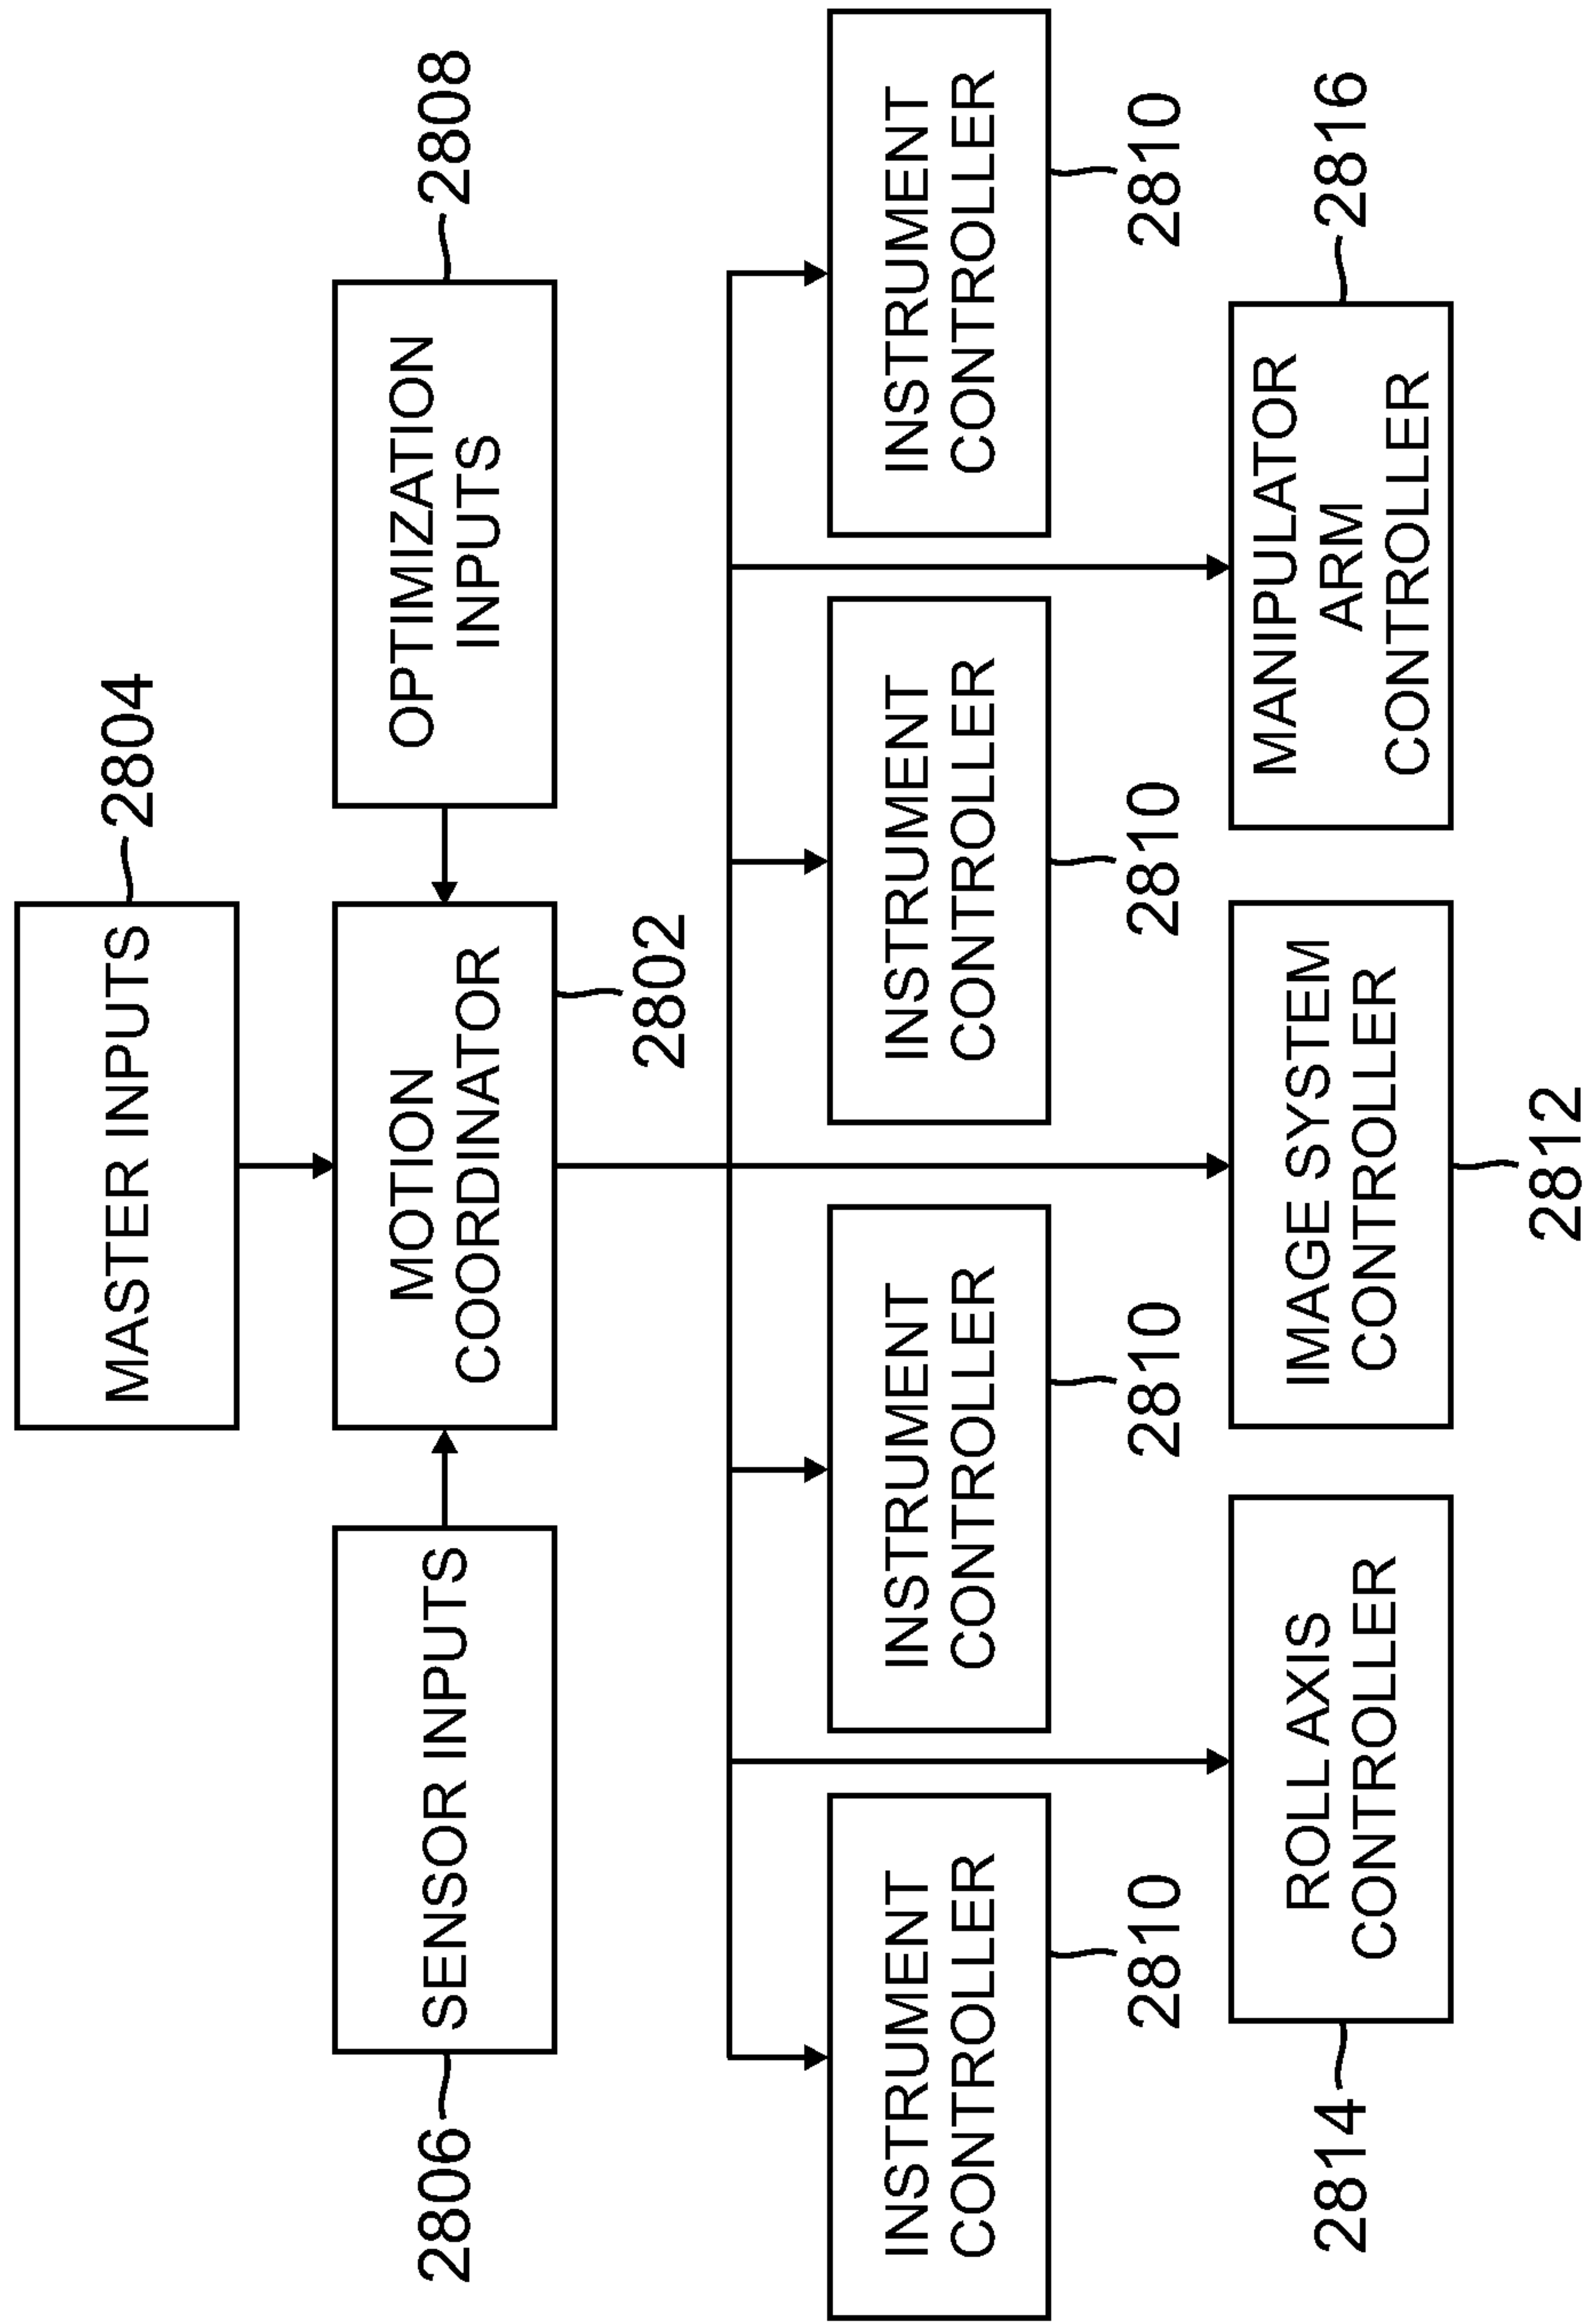 MASTER INPUTS
2804
2806
SENSOR INPUTS
MOTION
COORDINATOR
2802
OPTIMIZATION
INPUTS
2808
INSTRUMENT
CONTROLLER
2810
INSTRUMENT
CONTROLLER
2810
INSTRUMENT
CONTROLLER
2810
INSTRUMENT
CONTROLLER
2810
2814
ROLL AXIS
CONTROLLER
IMAGE SYSTEM
CONTROLLER
2812
MANIPULATOR
ARM
CONTROLLER
2816